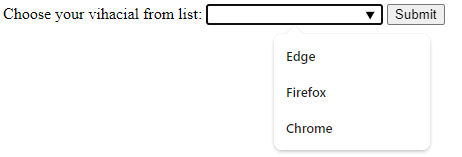 Choose your vihacial from list: Submit
Edge
Firefox
Chrome